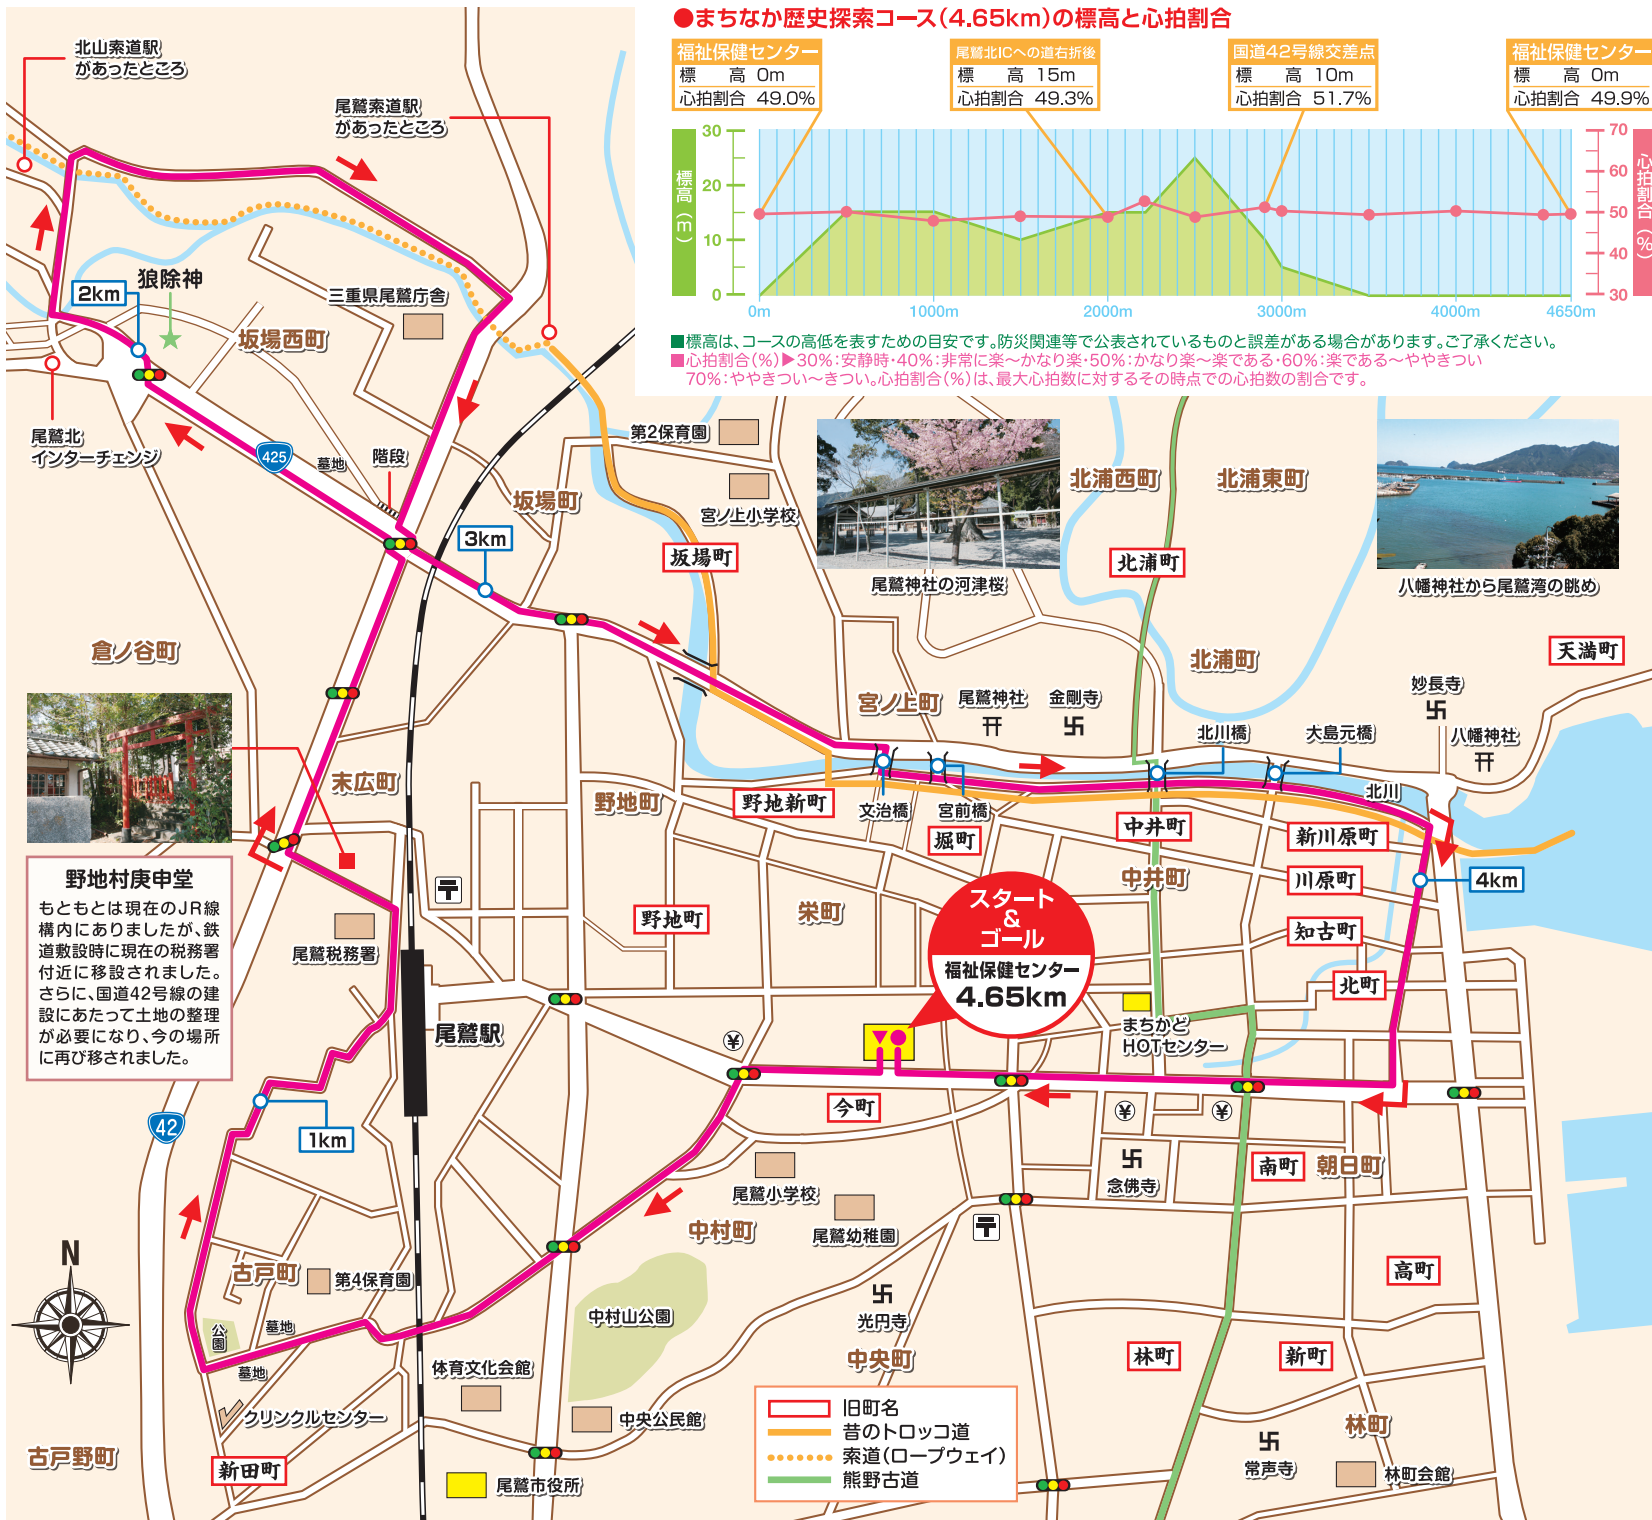 ●まちなか歴史探索コース(4.65km)の標高と心拍割合
福祉保健センター
標　高 0m
心拍割合 49.0%
尾鷲北ICへの道右折後
標　高 15m
心拍割合 49.3%
国道42号線交差点
標　高 10m
心拍割合 51.7%
福祉保健センター
標　高 0m
心拍割合 49.9%
標高(m)
30
20
10
0
70
60
50
40
30
心拍割合(%)
0m
1000m
2000m
3000m
4000m
4650m
■標高は、コースの高低を表すための目安です。防災関連等で公表されているものと誤差がある場合があります。ご了承ください。
■心拍割合(%)▶30%:安静時・40%:非常に楽〜かなり楽・50%:かなり楽〜楽である・60%:楽である〜ややきつい
70%:ややきつい〜きつい。心拍割合(%)は、最大心拍数に対するその時点での心拍数の割合です。
北山索道駅
があったところ
尾鷲索道駅
があったところ
狼除神
2km
三重県尾鷲庁舎
坂場西町
尾鷲北
インターチェンジ
425
墓地
階段
坂場町
第2保育園
宮ノ上小学校
3km
坂場町
尾鷲神社の河津桜
北浦西町
北浦東町
北浦町
八幡神社から尾鷲湾の眺め
倉ノ谷町
北浦町
天満町
妙長寺
宮ノ上町
尾鷲神社
金剛寺
北川橋
大島元橋
八幡神社
末広町
野地町
野地新町
文治橋
宮前橋
北川
堀町
中井町
新川原町
中井町
川原町
4km
野地村庚申堂
もともとは現在のJR線
構内にありましたが、鉄
道敷設時に現在の税務署
付近に移設されました。
さらに、国道42号線の建
設にあたって土地の整理
が必要になり、今の場所
に再び移されました。
〒
尾鷲税務署
野地町
栄町
スタート
&
ゴール
福祉保健センター
4.65km
知古町
北町
尾鷲駅
¥
まちかど
HOTセンター
42
1km
今町
¥
¥
南町
朝日町
念佛寺
尾鷲小学校
中村町
尾鷲幼稚園
〒
N
古戸町
第4保育園
公園
墓地
墓地
中村山公園
光円寺
高町
中央町
林町
新町
体育文化会館
クリンクルセンター
中央公民館
古戸野町
新田町
尾鷲市役所
旧町名
昔のトロッコ道
索道(ロープウェイ)
熊野古道
林町
常声寺
林町会館